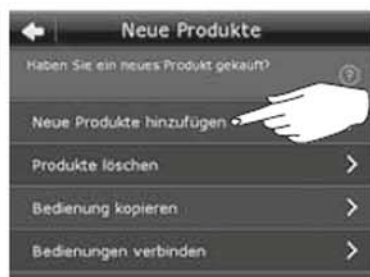 Neue Produkte
Haben Sie ein neues Produkt gekauft?
Neue Produkte hinzufügen
Produkte löschen
Bedienung kopieren
Bedienungen verbinden